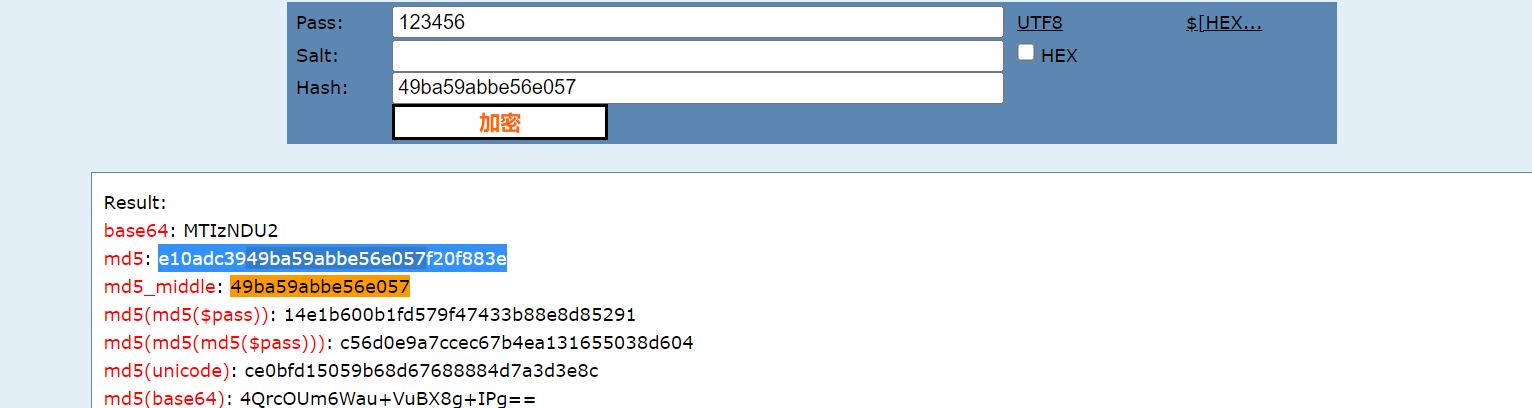 Pass: 123456 UTF8 $[HEX...
Salt: HEX
Hash: 49ba59abbe56e057
加密
Result:
base64: MTIzNDU2
md5: e10adc3949ba59abbe56e057f20f883e
md5_middle: 49ba59abbe56e057
md5(md5($pass)): 14e1b600b1fd579f47433b88e8d85291
md5(md5(md5($pass))): c56d0e9a7ccec67b4ea131655038d604
md5(unicode): ce0bfd15059b68d67688884d7a3d3e8c
md5(base64): 4QrcOUm6Wau+VuBX8g+IPg==